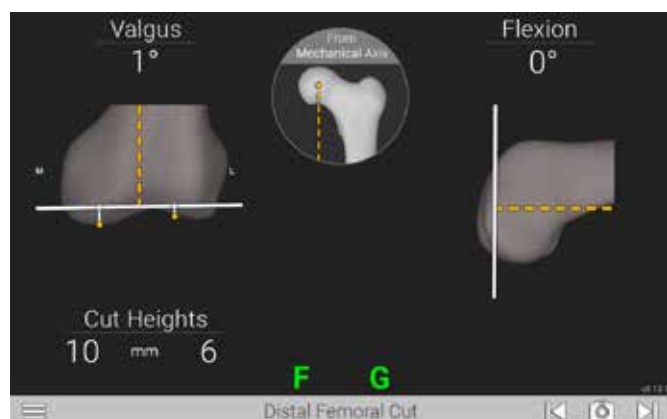 Valgus
1°
From
Mechanical Axis
Flexion
0°
M
L
Cut Heights
10 mm 6
F G
Distal Femoral Cut